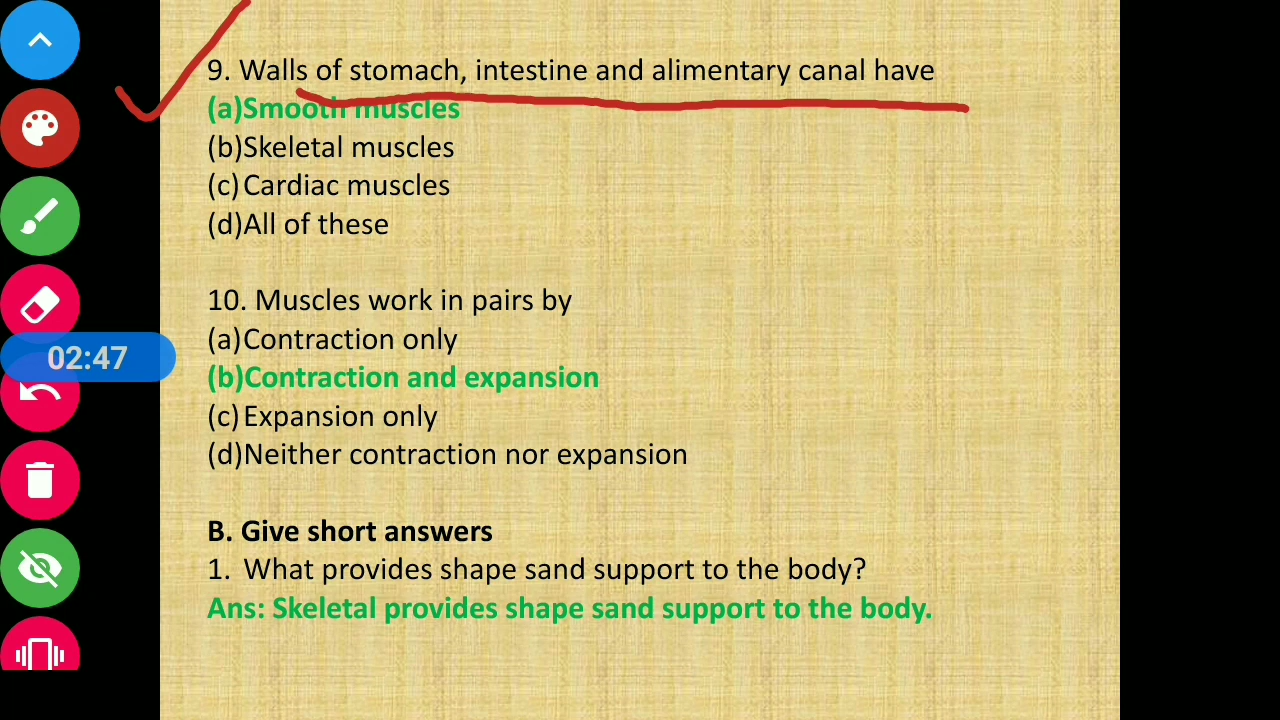 9. Walls of stomach, intestine and alimentary canal have
(a)Smooth muscles
(b)Skeletal muscles
(c)Cardiac muscles
(d)All of these
10. Muscles work in pairs by
(a)Contraction only
(b)Contraction and expansion
(c)Expansion only
(d)Neither contraction nor expansion
02:47
B. Give short answers
1. What provides shape sand support to the body?
Ans: Skeletal provides shape sand support to the body.